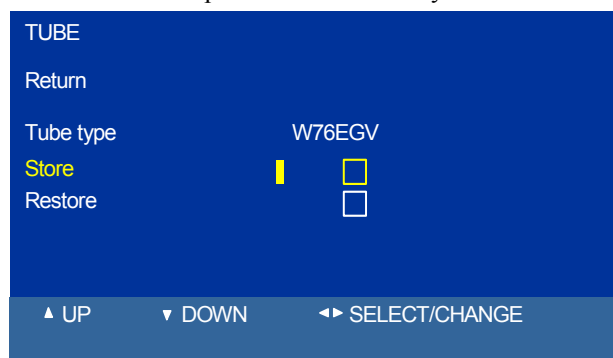 TUBE
Return
Tube type W76EGV
Store
Restore
▲ UP ▼ DOWN ◄► SELECT/CHANGE